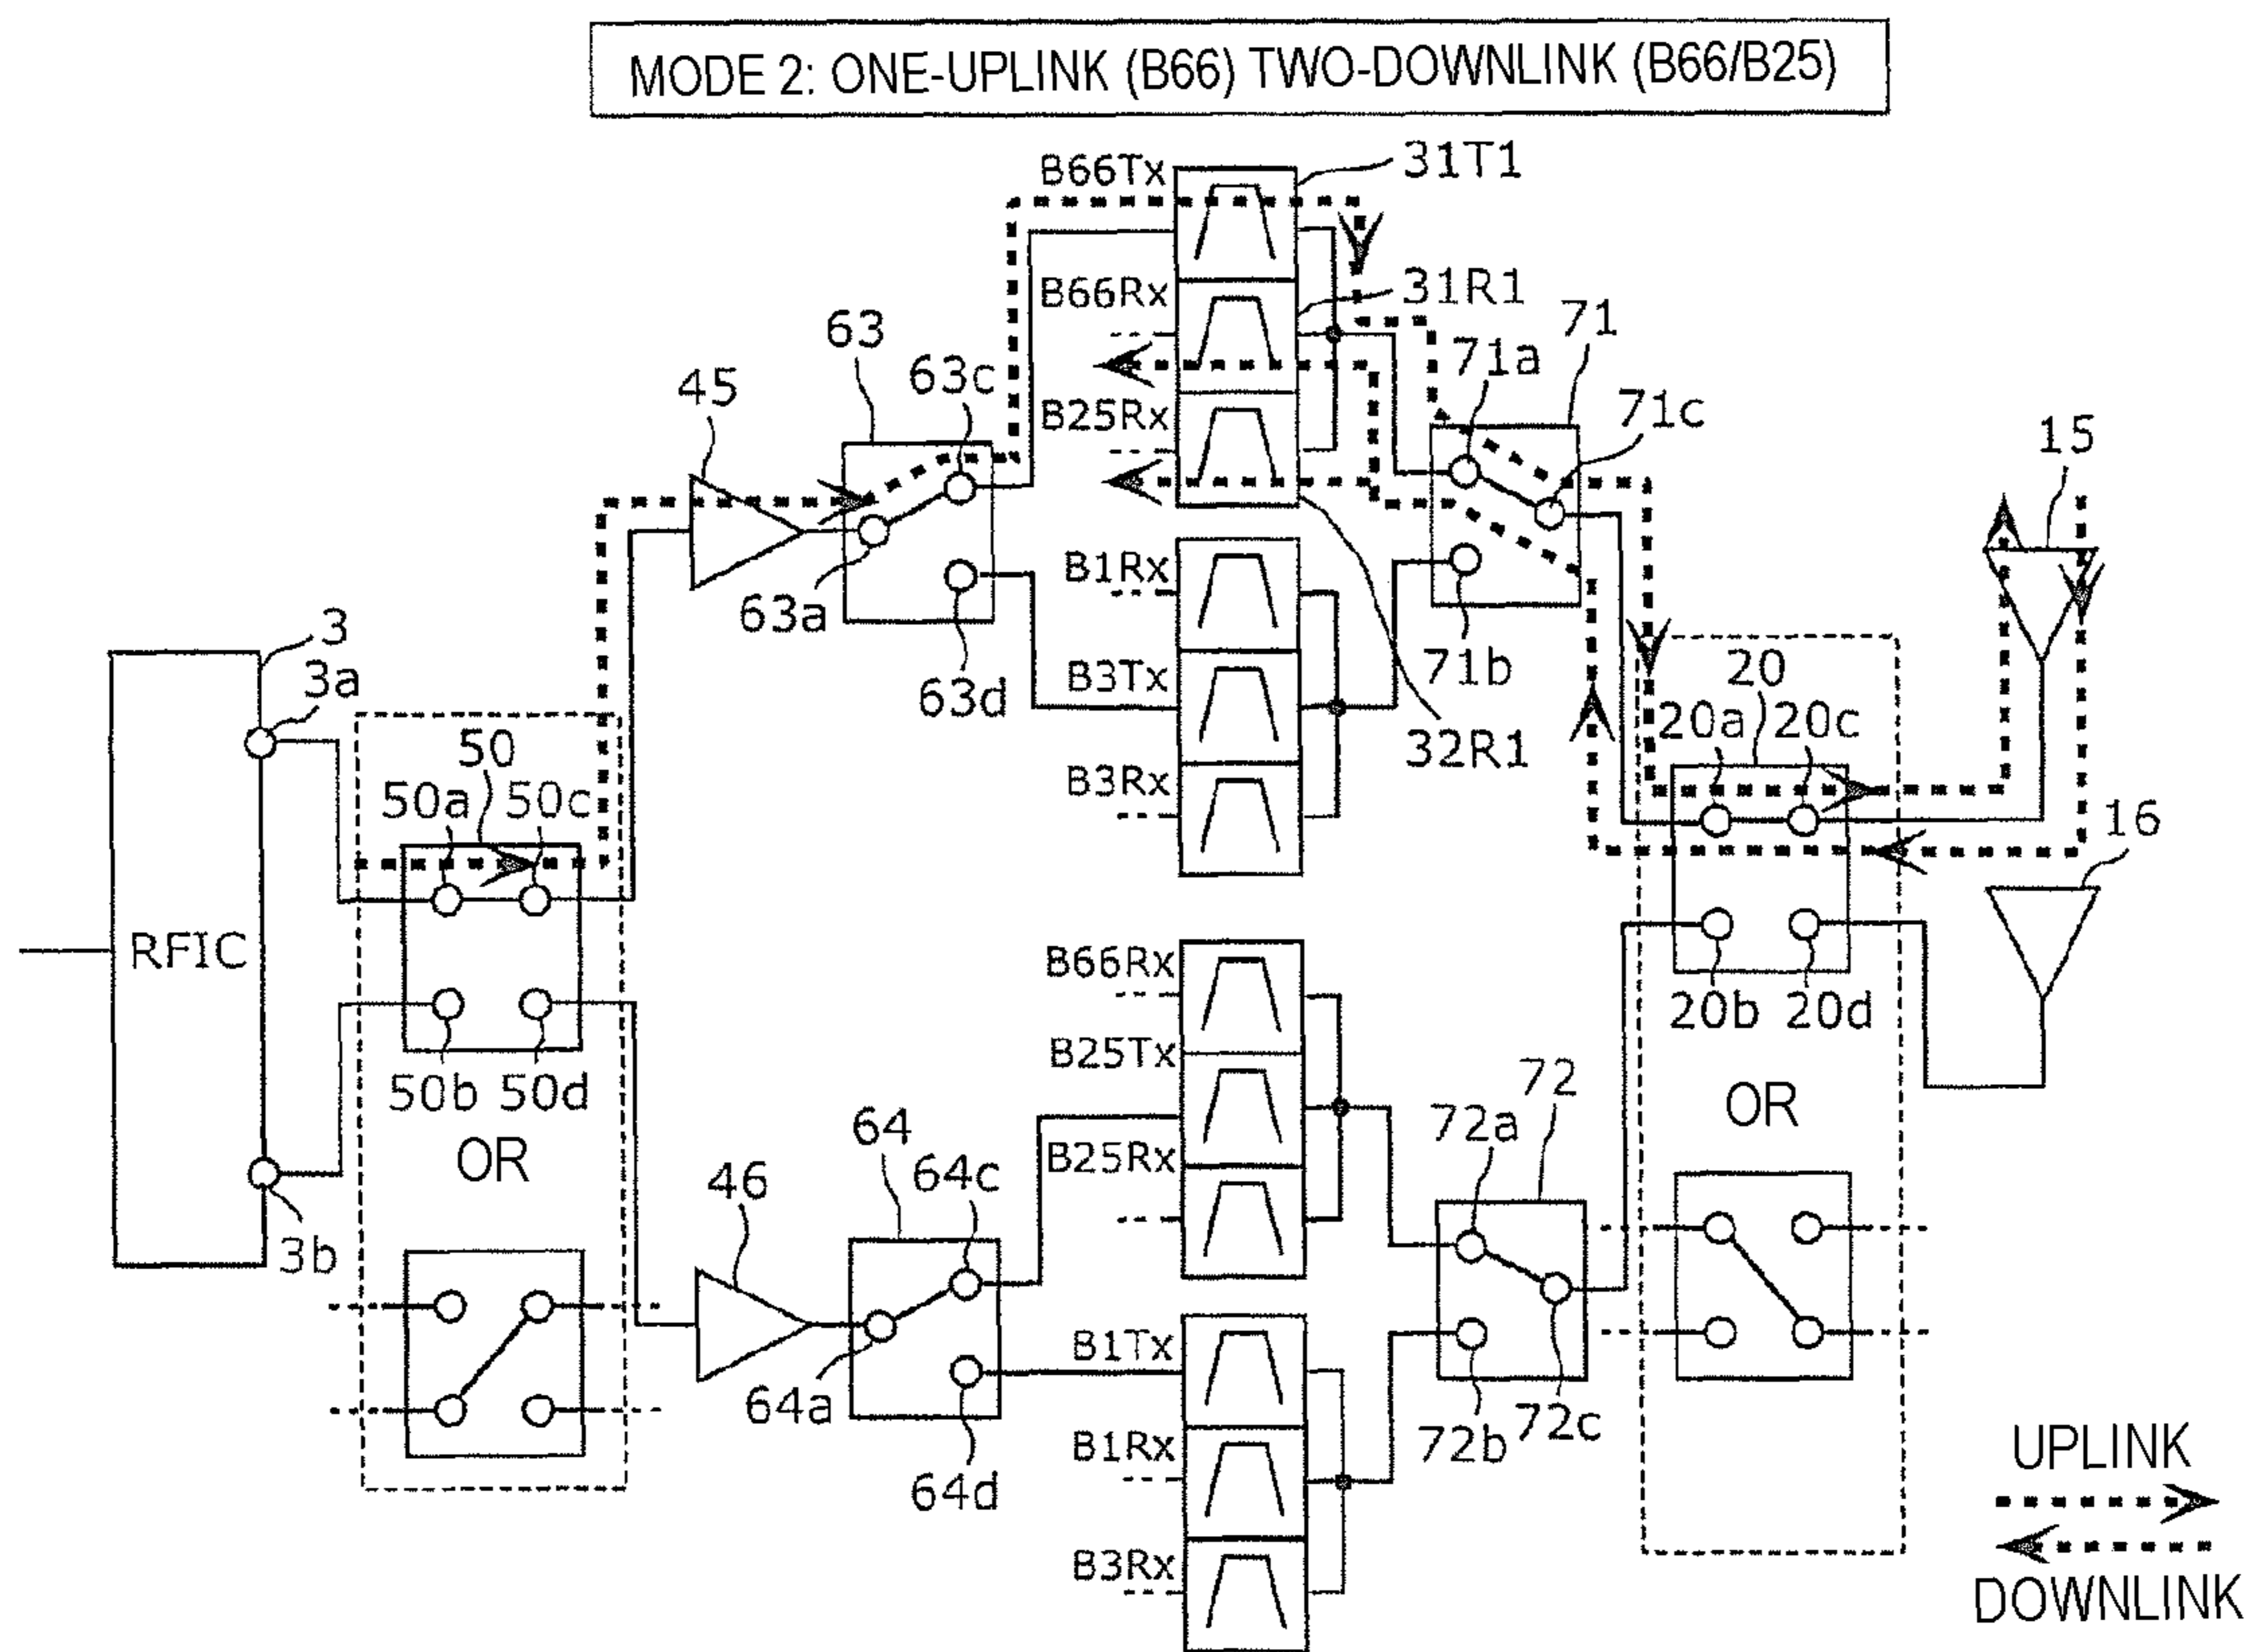 MODE 2: ONE-UPLINK (B66) TWO-DOWNLINK (B66/B25)
B66Tx
31T1
B66Rx
31R1
63
71
45
63c
71a
B25Rx
71c
15
63a
B1Rx
3
3a
63d
B3Tx
71b
20
50
32R1
20a
20c
50a
50c
B3Rx
16
RFIC
B66Rx
20b
20d
50b
50d
B25Tx
72
OR
64
72a
OR
46
64c
B25Rx
3b
B1Tx
64a
72b
72c
B1Rx
UPLINK
64d
B3Rx
DOWNLINK